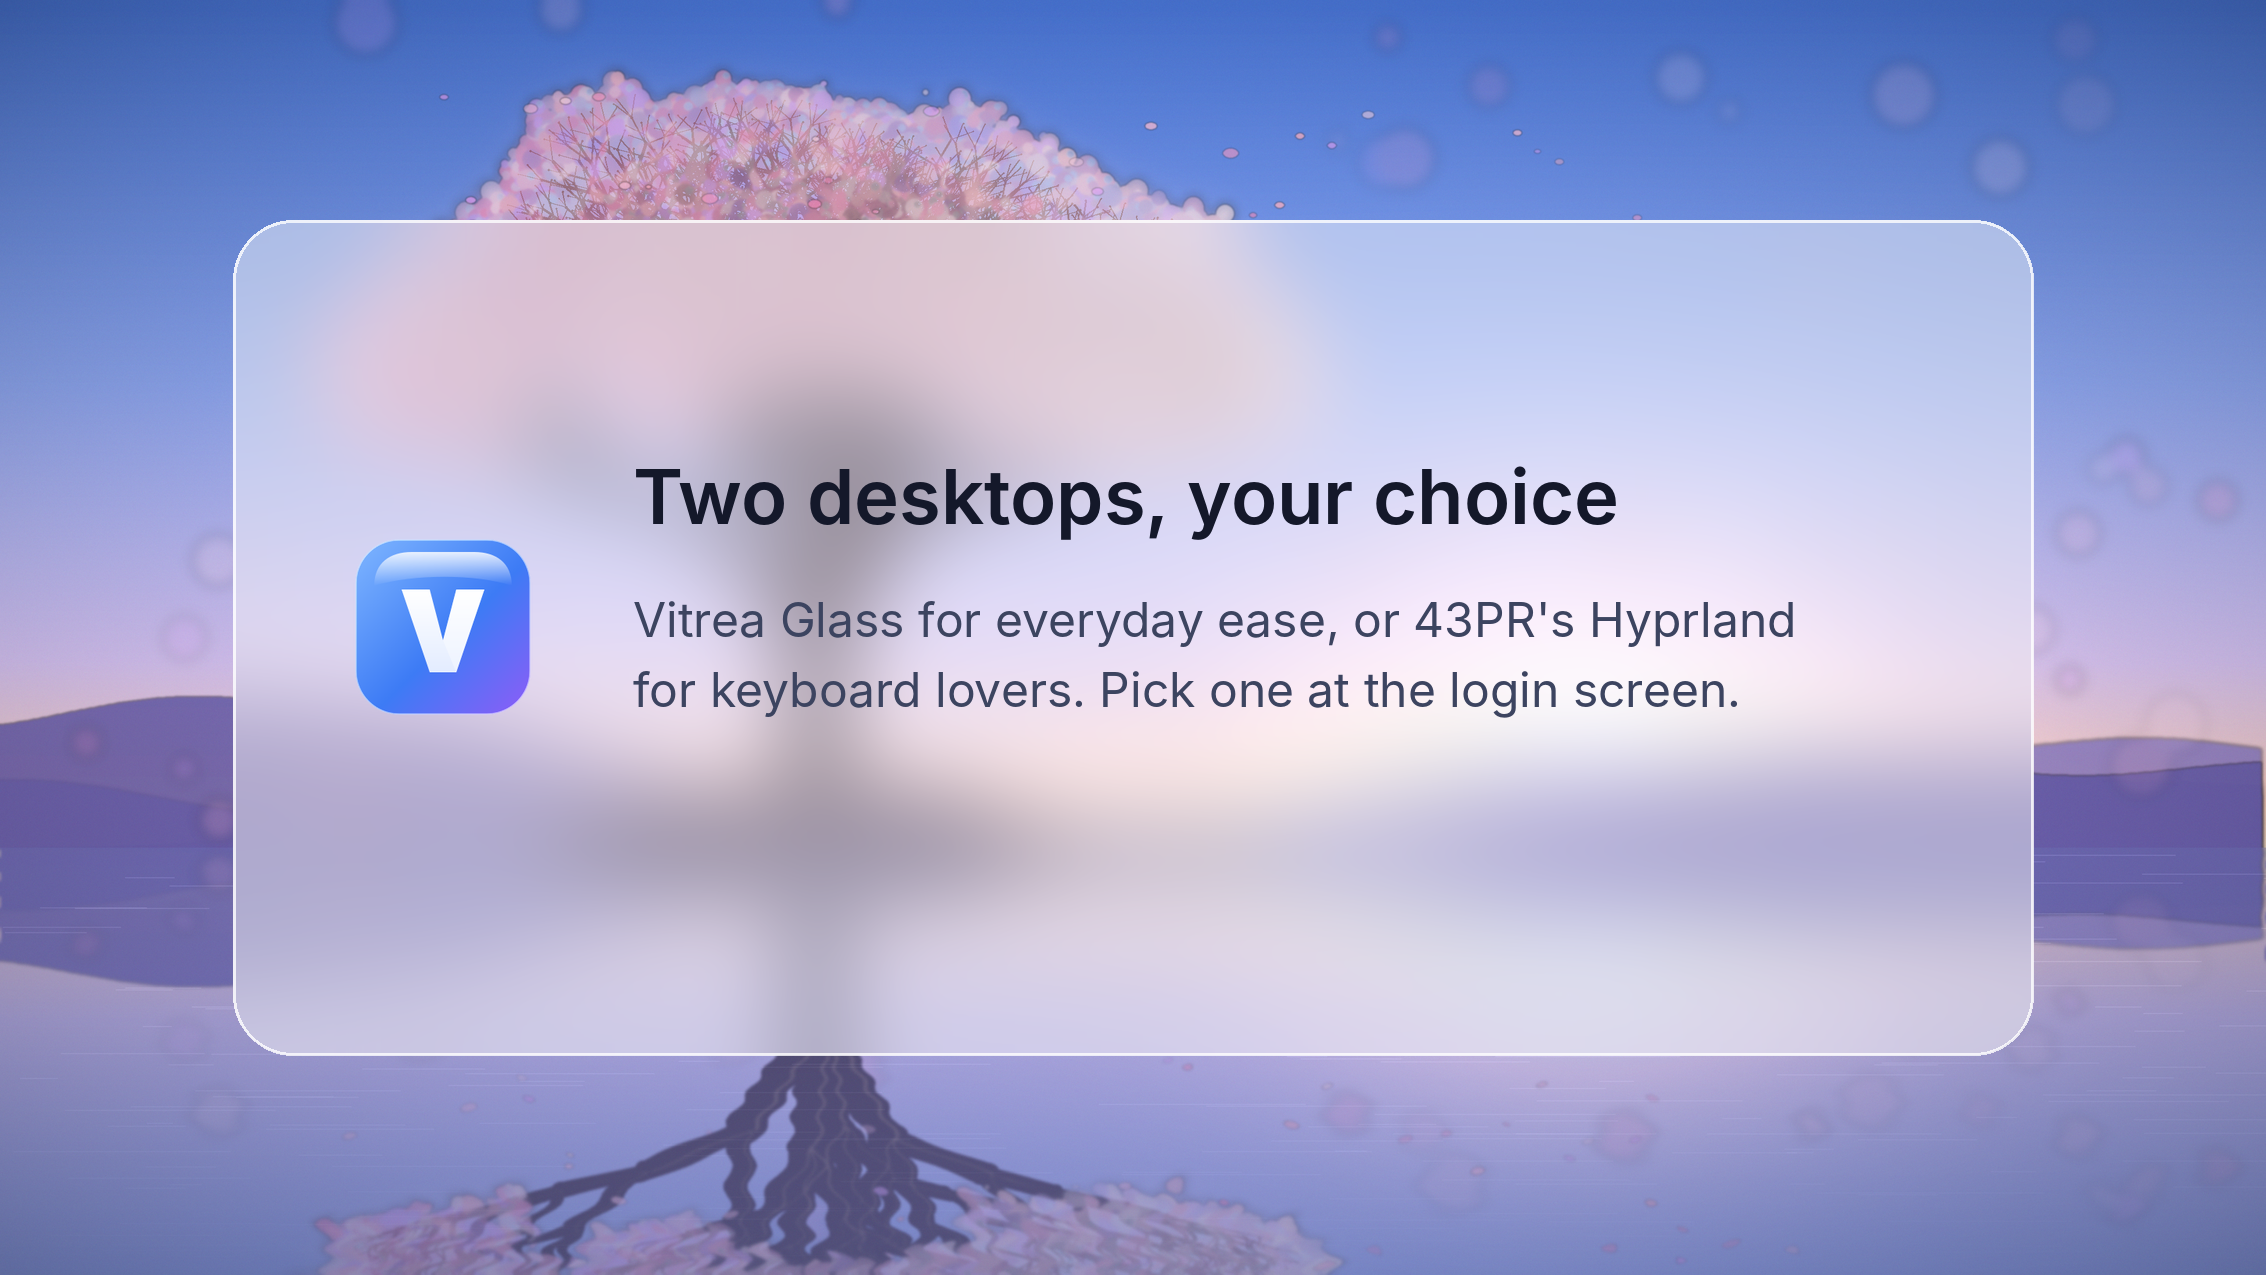 Two desktops, your choice
V
Vitrea Glass for everyday ease, or 43PR's Hyprland
for keyboard lovers. Pick one at the login screen.